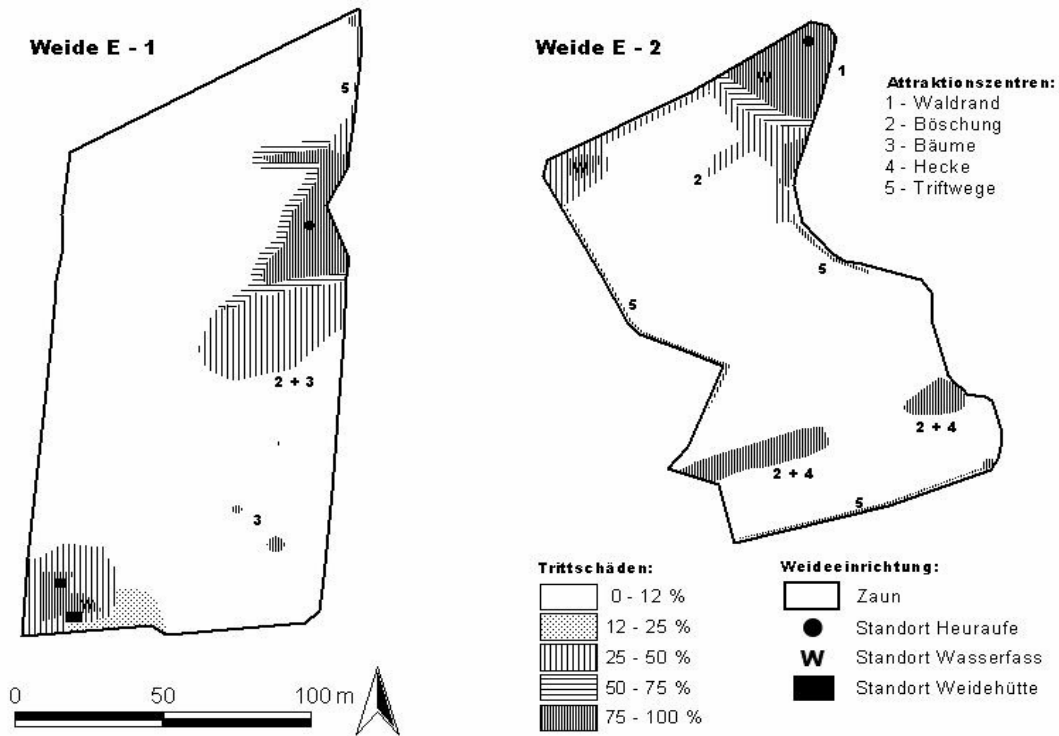 Weide E - 1
5
2 + 3
3
W
0 50 100 m
Weide E - 2
W
1
W
2
5
5
2 + 4
2 + 4
5
Attraktionszentren:
1 - Waldrand
2 - Böschung
3 - Bäume
4 - Hecke
5 - Triftwege
Trittschäden:
0 - 12 %
12 - 25 %
25 - 50 %
50 - 75 %
75 - 100 %
Weideeinrichtung:
Zaun
Standort Heuraufe
W Standort Wasserfass
Standort Weidehütte